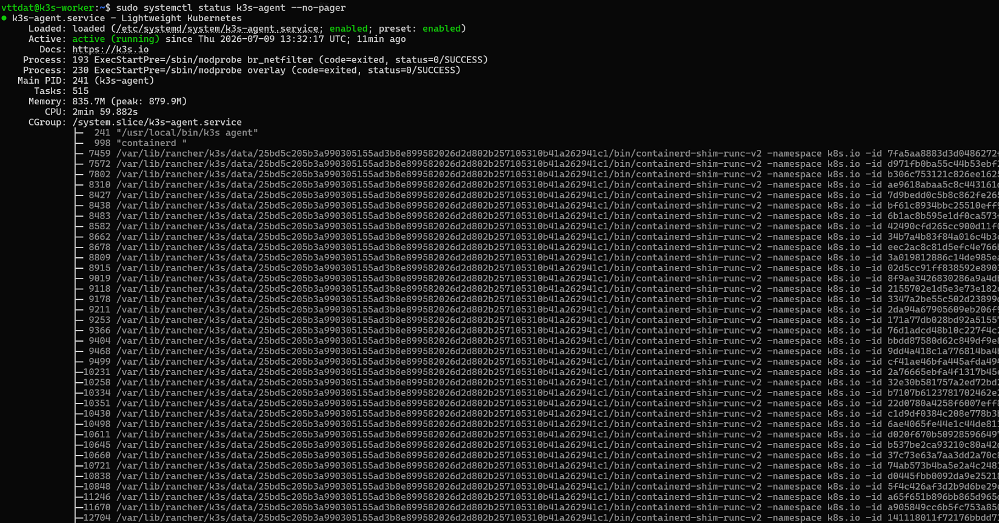 vttdat@k3s-worker:~$ sudo systemctl status k3s-agent --no-pager
● k3s-agent.service - Lightweight Kubernetes
Loaded: loaded (/etc/systemd/system/k3s-agent.service; enabled; preset: enabled)
Active: active (running) since Thu 2026-07-09 13:32:17 UTC; 11min ago
Docs: https://k3s.io
Process: 193 ExecStartPre=/sbin/modprobe br_netfilter (code=exited, status=0/SUCCESS)
Process: 230 ExecStartPre=/sbin/modprobe overlay (code=exited, status=0/SUCCESS)
Main PID: 241 (k3s-agent)
Tasks: 515
Memory: 835.7M (peak: 879.9M)
CPU: 2min 59.882s
CGroup: /system.slice/k3s-agent.service
├─ 241 "/usr/local/bin/k3s agent"
├─ 998 "containerd "
├─ 7459 /var/lib/rancher/k3s/data/25bd5c205b3a990305155ad3b8e899582026d2d802b257105310b41a262941c1/bin/containerd-shim-runc-v2 -namespace k8s.io -id 7fa5aa8883d3d0486272
├─ 7572 /var/lib/rancher/k3s/data/25bd5c205b3a990305155ad3b8e899582026d2d802b257105310b41a262941c1/bin/containerd-shim-runc-v2 -namespace k8s.io -id d971fb0ba55c44b53ebf
├─ 7802 /var/lib/rancher/k3s/data/25bd5c205b3a990305155ad3b8e899582026d2d802b257105310b41a262941c1/bin/containerd-shim-runc-v2 -namespace k8s.io -id b306c753121c826ee162
├─ 8310 /var/lib/rancher/k3s/data/25bd5c205b3a990305155ad3b8e899582026d2d802b257105310b41a262941c1/bin/containerd-shim-runc-v2 -namespace k8s.io -id ae9618abaa5c8c443161
├─ 8427 /var/lib/rancher/k3s/data/25bd5c205b3a990305155ad3b8e899582026d2d802b257105310b41a262941c1/bin/containerd-shim-runc-v2 -namespace k8s.io -id 7d9bedd0c5b8c862fe26
├─ 8438 /var/lib/rancher/k3s/data/25bd5c205b3a990305155ad3b8e899582026d2d802b257105310b41a262941c1/bin/containerd-shim-runc-v2 -namespace k8s.io -id bf61c8934bbc25510eff
├─ 8483 /var/lib/rancher/k3s/data/25bd5c205b3a990305155ad3b8e899582026d2d802b257105310b41a262941c1/bin/containerd-shim-runc-v2 -namespace k8s.io -id 6b1ac8b595e1df0ca573
├─ 8582 /var/lib/rancher/k3s/data/25bd5c205b3a990305155ad3b8e899582026d2d802b257105310b41a262941c1/bin/containerd-shim-runc-v2 -namespace k8s.io -id 42490cfd265cc900d11f
├─ 8662 /var/lib/rancher/k3s/data/25bd5c205b3a990305155ad3b8e899582026d2d802b257105310b41a262941c1/bin/containerd-shim-runc-v2 -namespace k8s.io -id 34b7a4b83f84a016c4b3
├─ 8678 /var/lib/rancher/k3s/data/25bd5c205b3a990305155ad3b8e899582026d2d802b257105310b41a262941c1/bin/containerd-shim-runc-v2 -namespace k8s.io -id eec2ac8c81d5efc4e766
├─ 8809 /var/lib/rancher/k3s/data/25bd5c205b3a990305155ad3b8e899582026d2d802b257105310b41a262941c1/bin/containerd-shim-runc-v2 -namespace k8s.io -id 3a019812886c14de985e
├─ 8915 /var/lib/rancher/k3s/data/25bd5c205b3a990305155ad3b8e899582026d2d802b257105310b41a262941c1/bin/containerd-shim-runc-v2 -namespace k8s.io -id 02d5cc91ff838592e890
├─ 9019 /var/lib/rancher/k3s/data/25bd5c205b3a990305155ad3b8e899582026d2d802b257105310b41a262941c1/bin/containerd-shim-runc-v2 -namespace k8s.io -id 8f9ae3426830286a9a4d
├─ 9118 /var/lib/rancher/k3s/data/25bd5c205b3a990305155ad3b8e899582026d2d802b257105310b41a262941c1/bin/containerd-shim-runc-v2 -namespace k8s.io -id 2155702e1d5e3e73e182
├─ 9178 /var/lib/rancher/k3s/data/25bd5c205b3a990305155ad3b8e899582026d2d802b257105310b41a262941c1/bin/containerd-shim-runc-v2 -namespace k8s.io -id 3347a2be55c502d23899
├─ 9211 /var/lib/rancher/k3s/data/25bd5c205b3a990305155ad3b8e899582026d2d802b257105310b41a262941c1/bin/containerd-shim-runc-v2 -namespace k8s.io -id 2da94a67905609eb206f
├─ 9253 /var/lib/rancher/k3s/data/25bd5c205b3a990305155ad3b8e899582026d2d802b257105310b41a262941c1/bin/containerd-shim-runc-v2 -namespace k8s.io -id 171a77db028bd92a5155
├─ 9366 /var/lib/rancher/k3s/data/25bd5c205b3a990305155ad3b8e899582026d2d802b257105310b41a262941c1/bin/containerd-shim-runc-v2 -namespace k8s.io -id 76d1adcd48b10c227f4c
├─ 9404 /var/lib/rancher/k3s/data/25bd5c205b3a990305155ad3b8e899582026d2d802b257105310b41a262941c1/bin/containerd-shim-runc-v2 -namespace k8s.io -id bbdd87580d62c849df9e
├─ 9468 /var/lib/rancher/k3s/data/25bd5c205b3a990305155ad3b8e899582026d2d802b257105310b41a262941c1/bin/containerd-shim-runc-v2 -namespace k8s.io -id 9dd4a418c1a776814ba4
├─ 9499 /var/lib/rancher/k3s/data/25bd5c205b3a990305155ad3b8e899582026d2d802b257105310b41a262941c1/bin/containerd-shim-runc-v2 -namespace k8s.io -id cf41ae46bfa445afda49
├─10231 /var/lib/rancher/k3s/data/25bd5c205b3a990305155ad3b8e899582026d2d802b257105310b41a262941c1/bin/containerd-shim-runc-v2 -namespace k8s.io -id 2a76665ebfa4f1317b45
├─10258 /var/lib/rancher/k3s/data/25bd5c205b3a990305155ad3b8e899582026d2d802b257105310b41a262941c1/bin/containerd-shim-runc-v2 -namespace k8s.io -id 32e30b581757a2ed72bd
├─10334 /var/lib/rancher/k3s/data/25bd5c205b3a990305155ad3b8e899582026d2d802b257105310b41a262941c1/bin/containerd-shim-runc-v2 -namespace k8s.io -id b7107b6123781702462e
├─10351 /var/lib/rancher/k3s/data/25bd5c205b3a990305155ad3b8e899582026d2d802b257105310b41a262941c1/bin/containerd-shim-runc-v2 -namespace k8s.io -id 22d0780a4258f6007eff
├─10430 /var/lib/rancher/k3s/data/25bd5c205b3a990305155ad3b8e899582026d2d802b257105310b41a262941c1/bin/containerd-shim-runc-v2 -namespace k8s.io -id c1d9df0384c208e778b3
├─10498 /var/lib/rancher/k3s/data/25bd5c205b3a990305155ad3b8e899582026d2d802b257105310b41a262941c1/bin/containerd-shim-runc-v2 -namespace k8s.io -id 6ae4065fe44e1c44de81
├─10611 /var/lib/rancher/k3s/data/25bd5c205b3a990305155ad3b8e899582026d2d802b257105310b41a262941c1/bin/containerd-shim-runc-v2 -namespace k8s.io -id d020f670b50928596649
├─10645 /var/lib/rancher/k3s/data/25bd5c205b3a990305155ad3b8e899582026d2d802b257105310b41a262941c1/bin/containerd-shim-runc-v2 -namespace k8s.io -id b537be2ca93210c80a42
├─10660 /var/lib/rancher/k3s/data/25bd5c205b3a990305155ad3b8e899582026d2d802b257105310b41a262941c1/bin/containerd-shim-runc-v2 -namespace k8s.io -id 37c73e63a7aa3dd2a70c
├─10721 /var/lib/rancher/k3s/data/25bd5c205b3a990305155ad3b8e899582026d2d802b257105310b41a262941c1/bin/containerd-shim-runc-v2 -namespace k8s.io -id 74ab573b4ba5e2a4c248
├─10838 /var/lib/rancher/k3s/data/25bd5c205b3a990305155ad3b8e899582026d2d802b257105310b41a262941c1/bin/containerd-shim-runc-v2 -namespace k8s.io -id d0445fbb0092da9e2521
├─10848 /var/lib/rancher/k3s/data/25bd5c205b3a990305155ad3b8e899582026d2d802b257105310b41a262941c1/bin/containerd-shim-runc-v2 -namespace k8s.io -id 5f4c426af3d2b9d6be29
├─11246 /var/lib/rancher/k3s/data/25bd5c205b3a990305155ad3b8e899582026d2d802b257105310b41a262941c1/bin/containerd-shim-runc-v2 -namespace k8s.io -id a65f651b896bb865d965
├─11670 /var/lib/rancher/k3s/data/25bd5c205b3a990305155ad3b8e899582026d2d802b257105310b41a262941c1/bin/containerd-shim-runc-v2 -namespace k8s.io -id a905849cc6b5fc753a85
├─12704 /var/lib/rancher/k3s/data/25bd5c205b3a990305155ad3b8e899582026d2d802b257105310b41a262941c1/bin/containerd-shim-runc-v2 -namespace k8s.io -id 141118011f72176bbdd7